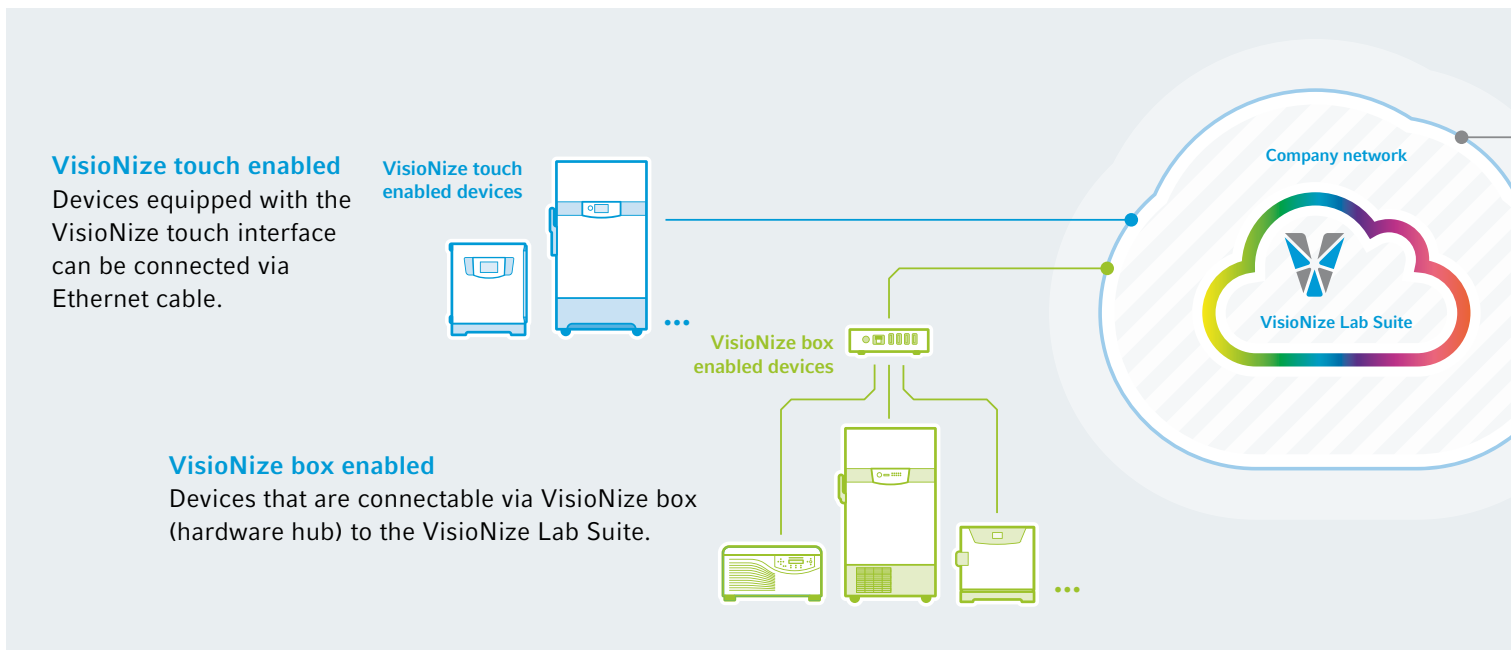 VisioNize touch enabled
Devices equipped with the
VisioNize touch interface
can be connected via
Ethernet cable.
VisioNize touch
enabled devices
Company network
VisioNize Lab Suite
VisioNize box
enabled devices
VisioNize box enabled
Devices that are connectable via VisioNize box
(hardware hub) to the VisioNize Lab Suite.